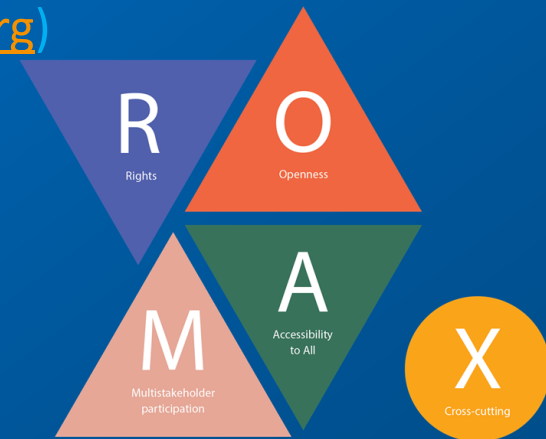 rg)
R
Rights
O
Openness
M
Multistakeholder
participation
A
Accessibility
to All
X
Cross-cutting